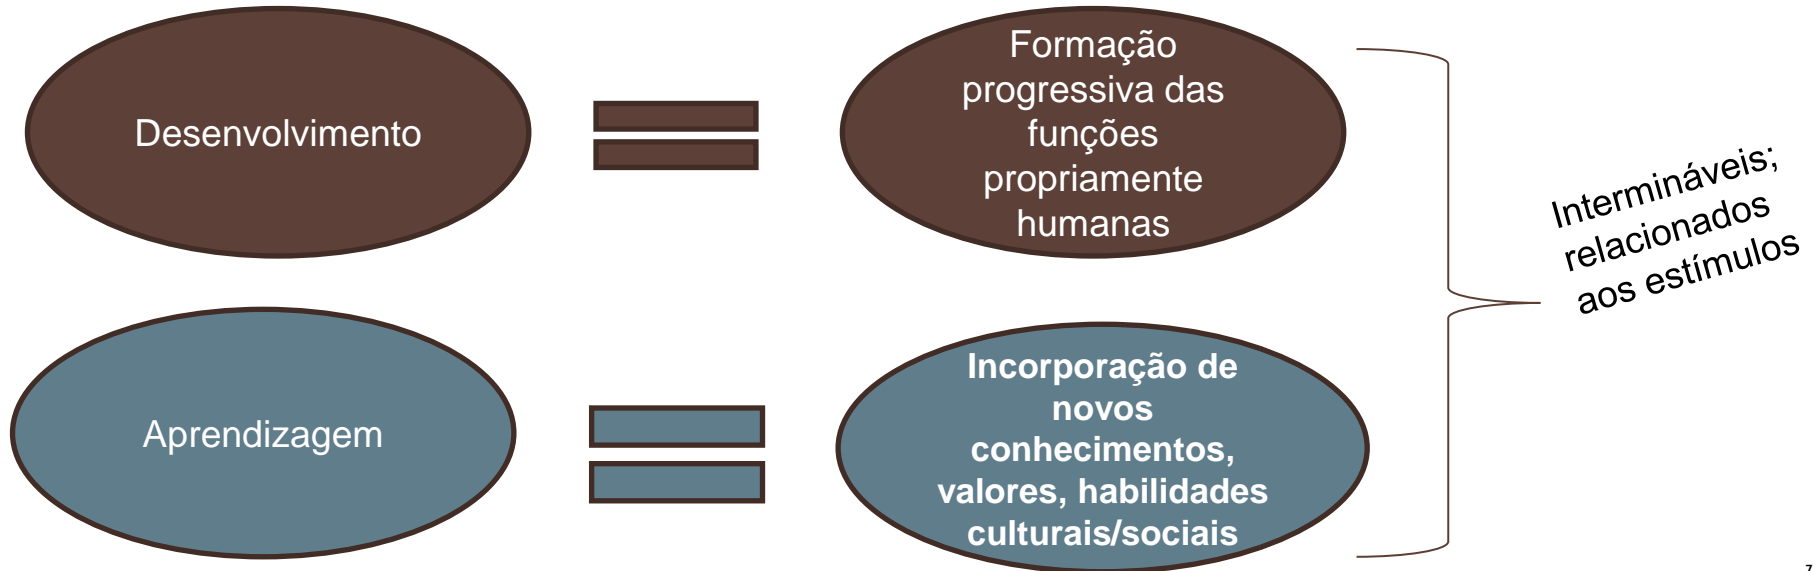 Desenvolvimento
Formação
progressiva das
funções
propriamente
humanas
Intermináveis;
relacionados
aos estímulos
Aprendizagem
Incorporação de
novos
conhecimentos,
valores, habilidades
culturais/sociais